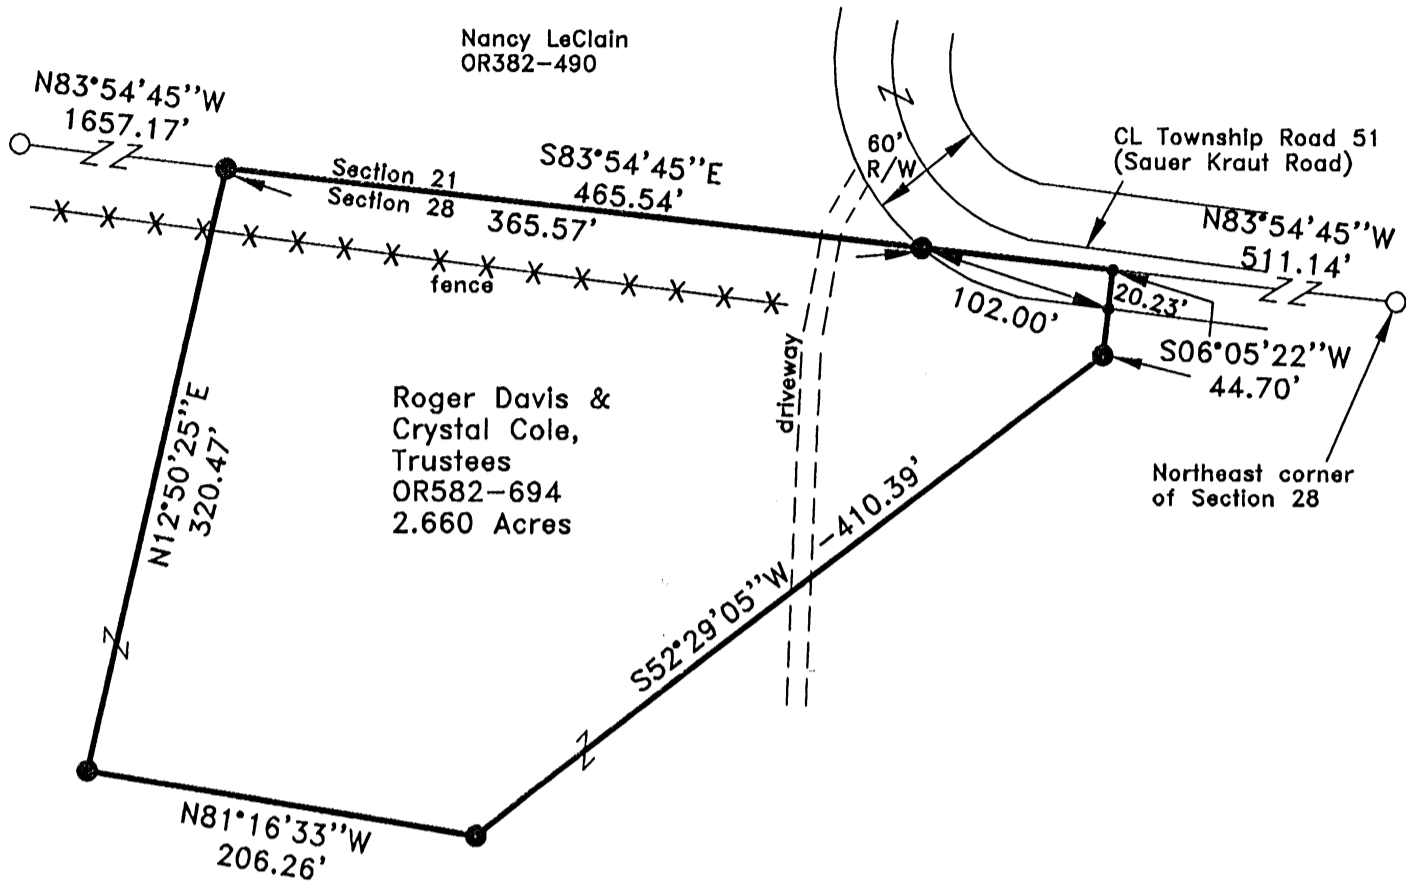 Nancy LeClain
OR382-490
N83°54'45''W
1657.17'
Section 21
Section 28
S83°54'45''E
465.54'
365.57'
fence
60'
R/W
CL Township Road 51
(Sauer Kraut Road)
N83°54'45''W
511.14'
102.00'
20.23'
S06°05'22''W
44.70'
Northeast corner
of Section 28
driveway
Roger Davis &
Crystal Cole,
Trustees
OR582-694
2.660 Acres
N12°50'25''E
320.47'
S52°29'05''W -410.39'
N81°16'33''W
206.26'